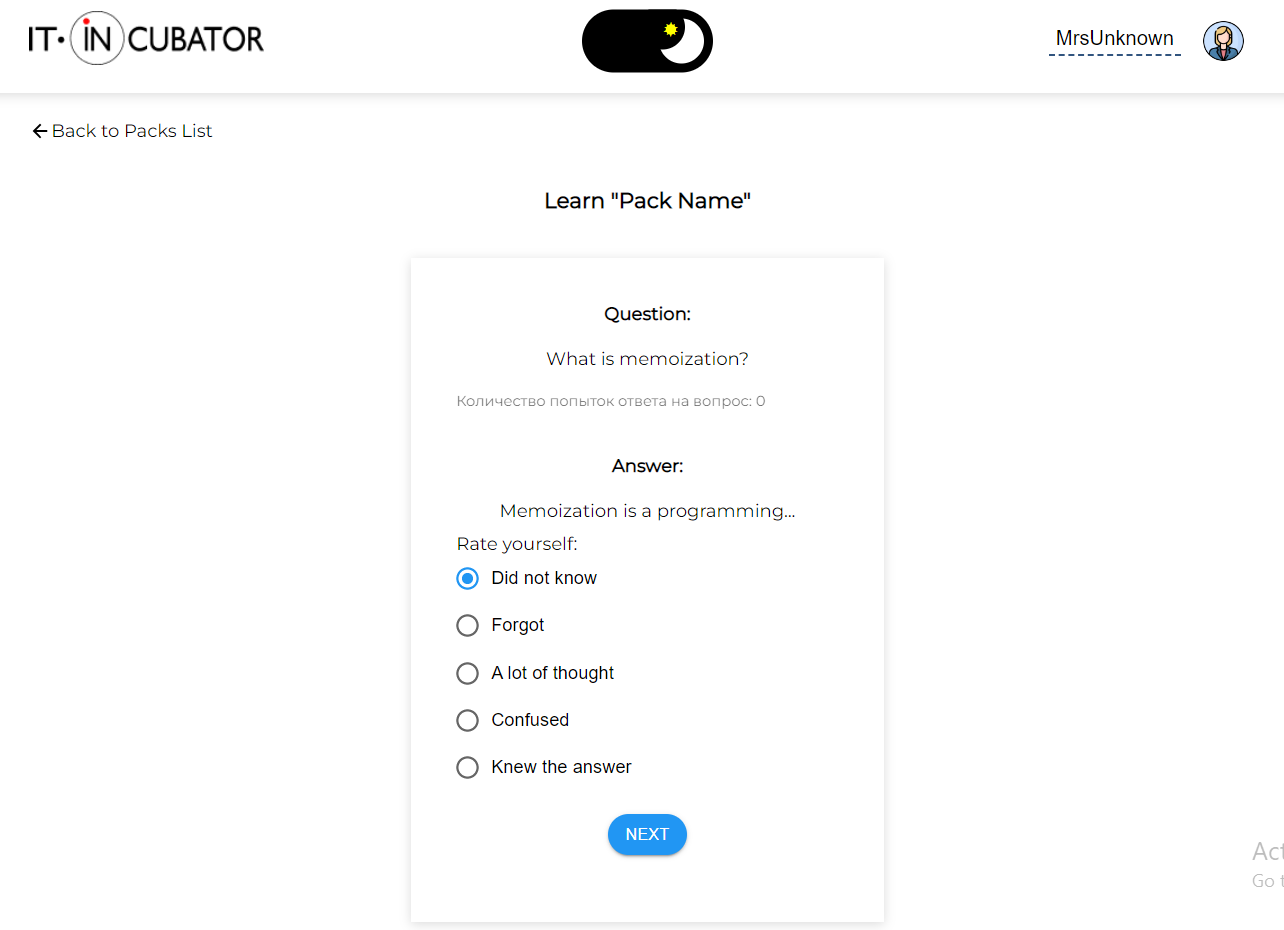 IT·INCUBATOR
MrsUnknown
Back to Packs List
Learn "Pack Name"
Question:
What is memoization?
Количество попыток ответа на вопрос: 0
Answer:
Memoization is a programming...
Rate yourself:
Did not know
Forgot
A lot of thought
Confused
Knew the answer
NEXT
Go